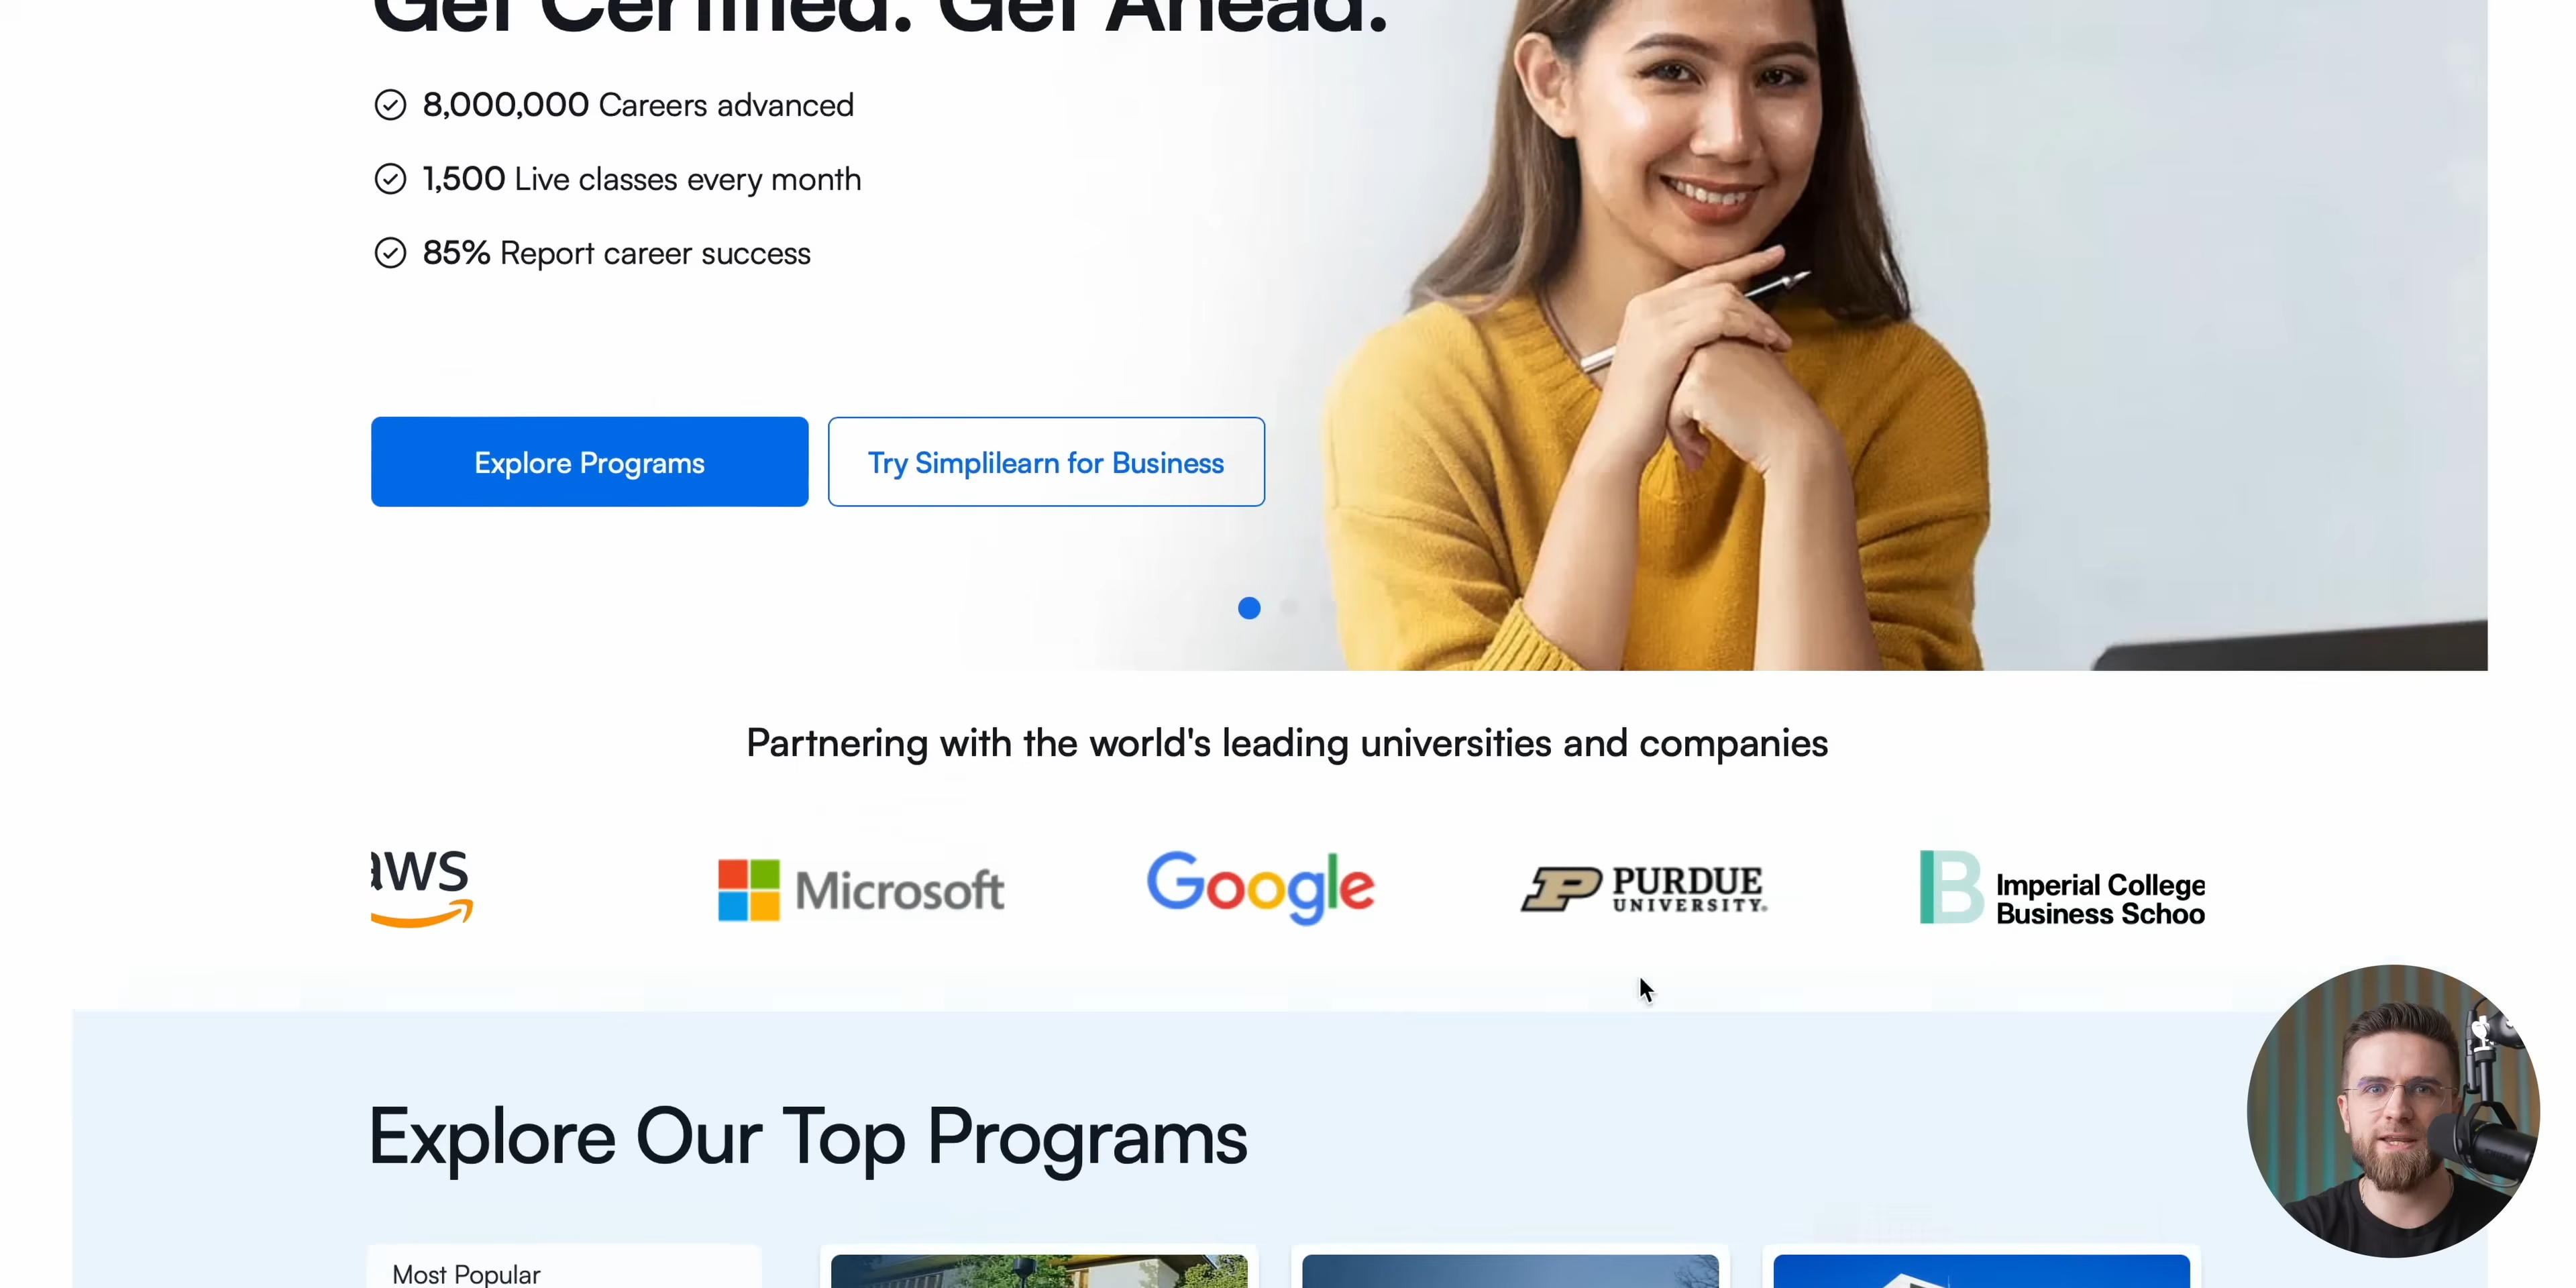 Get Certified. Get Ahead.
8,000,000 Careers advanced
1,500 Live classes every month
85% Report career success
Explore Programs
Try Simplilearn for Business
Partnering with the world's leading universities and companies
aws
Microsoft
Google
PURDUE
UNIVERSITY.
Imperial College
Business Schoo
Explore Our Top Programs
Most Popular